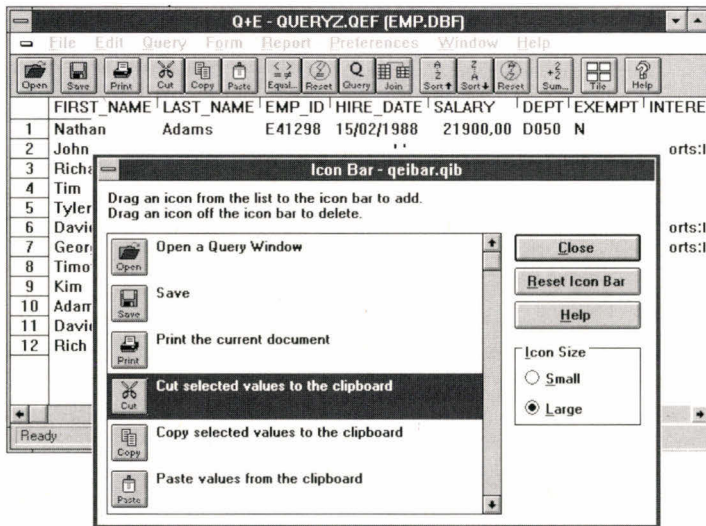 Q+E - QUERYZ.QEF (EMP.DBF)
File Edit Query Form Report Preferences Window Help
Open Save Print Cut Copy Paste Equal... Reset Query Join Sort↑ Sort↓ Reset Sum... Tile Help
FIRST_NAME LAST_NAME EMP_ID HIRE_DATE SALARY DEPT EXEMPT INTERE
1 Nathan Adams E41298 15/02/1988 21900,00 D050 N
2 John orts:l
3 Richa
4 Tim
5 Tyler
6 David orts:l
7 Georg orts:l
8 Timo
9 Kim
10 Adam
11 David
12 Rich
Ready
Icon Bar - qeibar.qib
Drag an icon from the list to the icon bar to add.
Drag an icon off the icon bar to delete.
Open Open a Query Window
Save Save
Print Print the current document
Cut Cut selected values to the clipboard
Copy Copy selected values to the clipboard
Paste Paste values from the clipboard
Close
Reset Icon Bar
Help
Icon Size
Small
Large